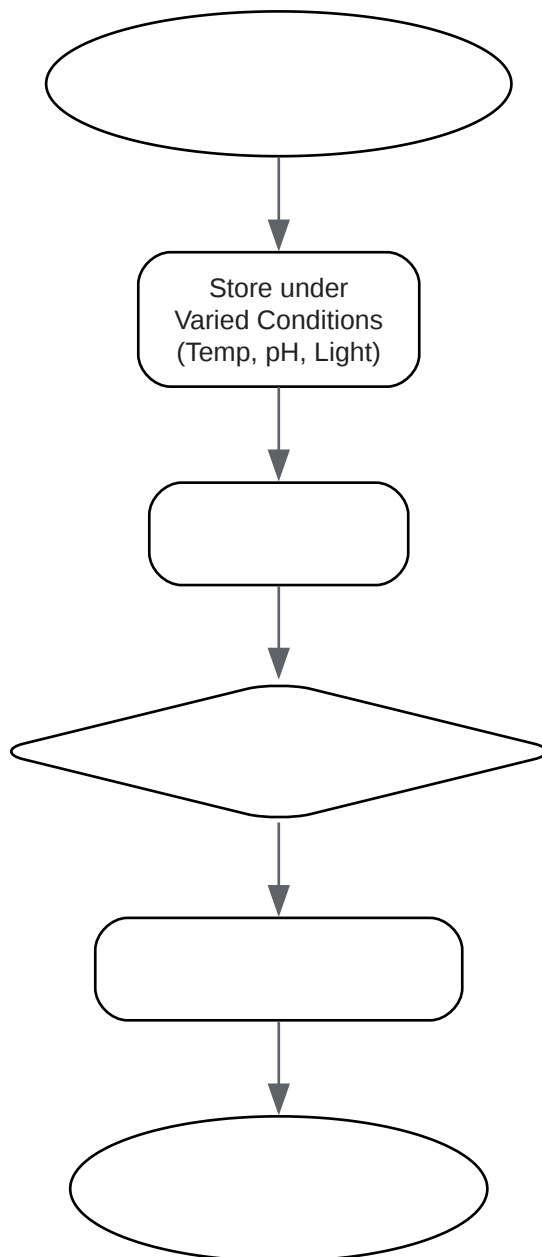 Store under
Varied Conditions
(Temp, pH, Light)